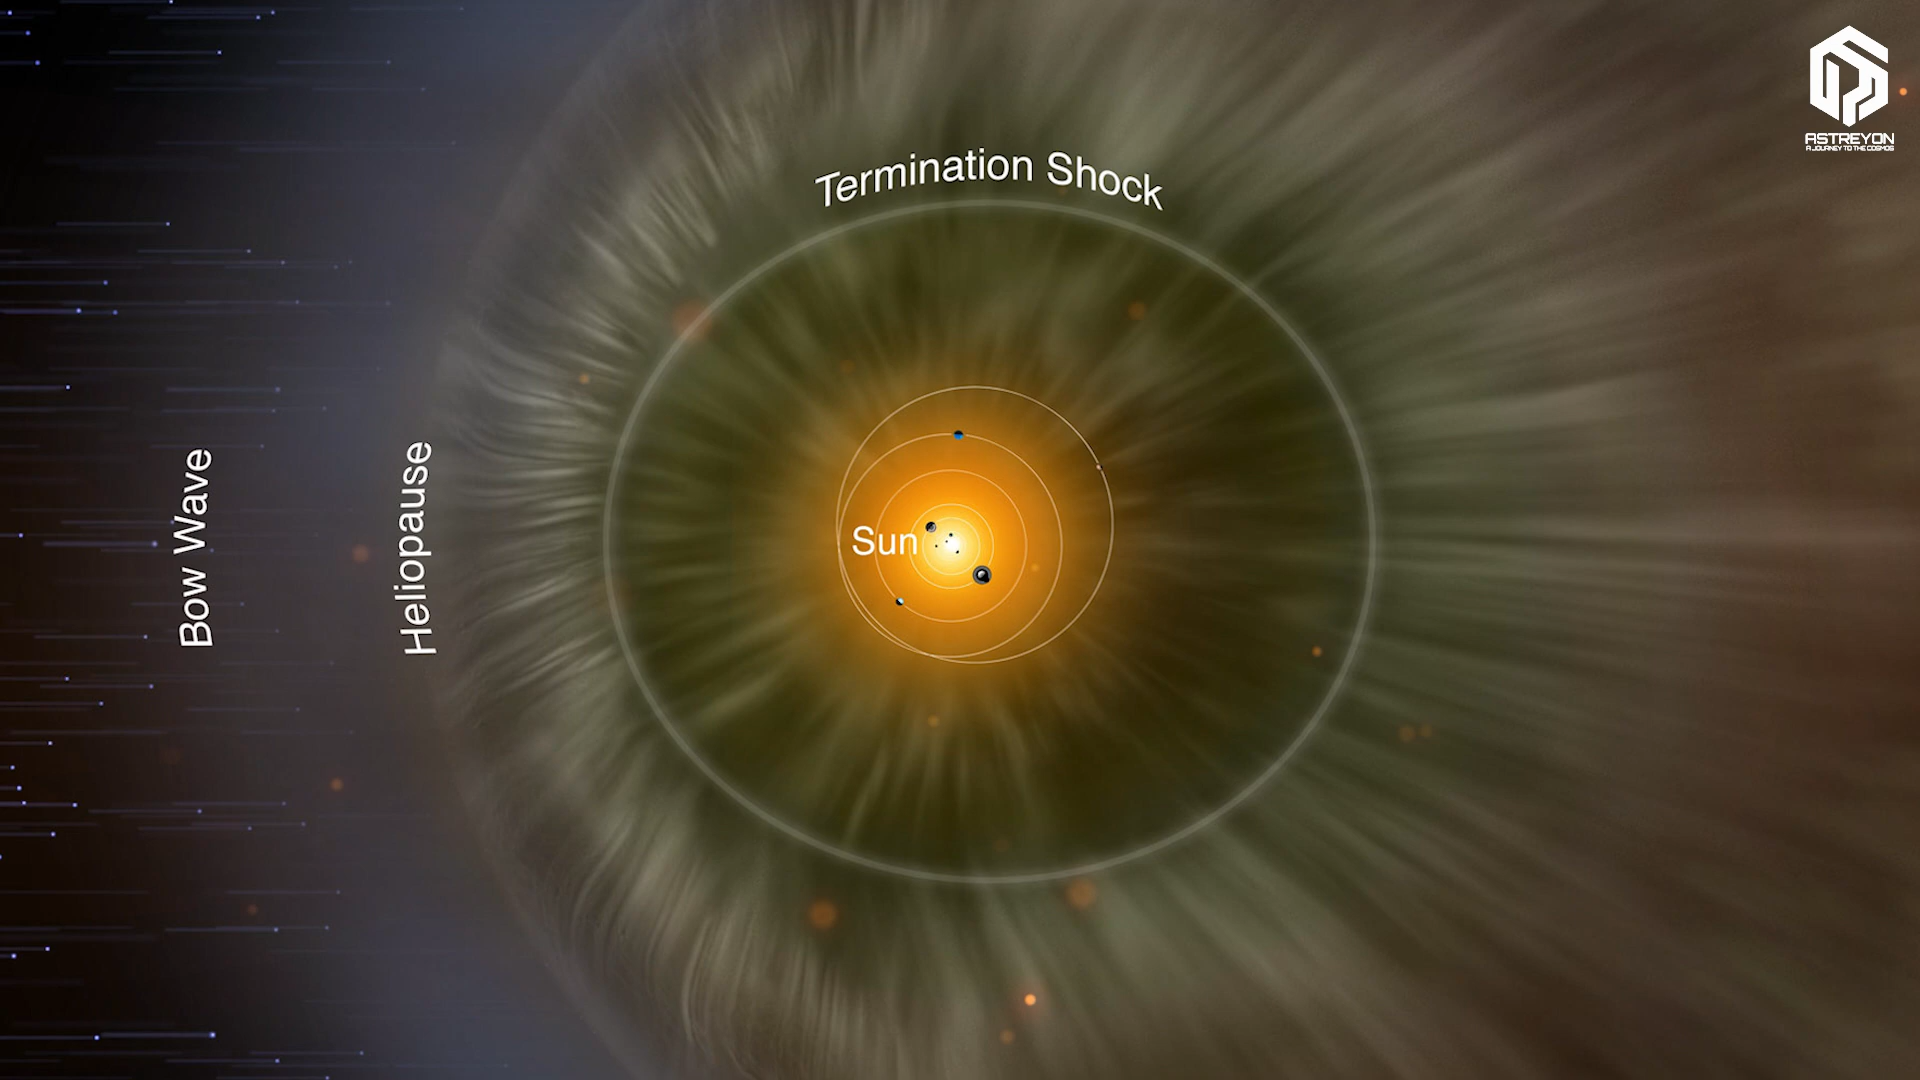 ASTREYON
A JOURNEY TO THE COSMOS
Termination Shock
Bow Wave
Heliopause
Sun